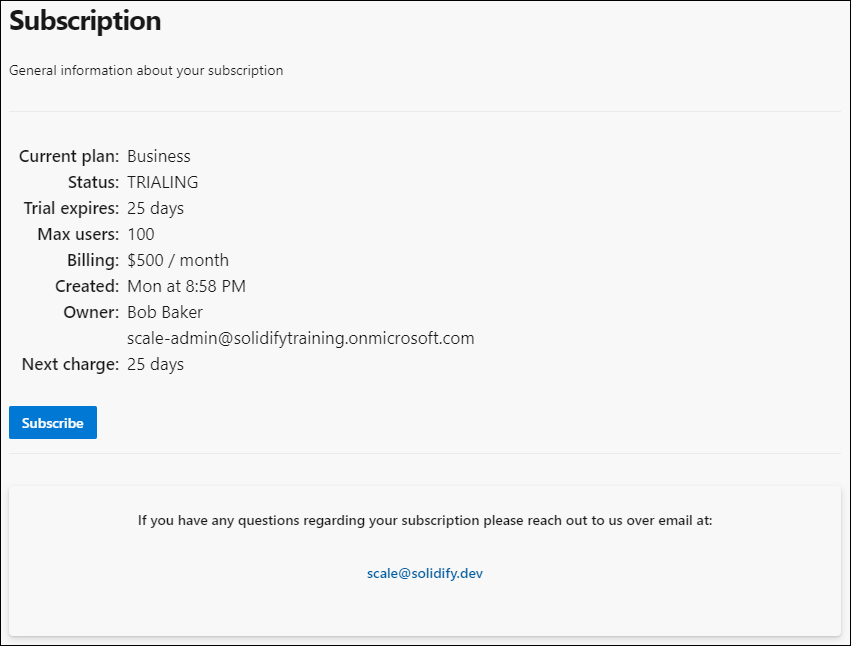 Subscription
General information about your subscription
Current plan: Business
Status: TRIALING
Trial expires: 25 days
Max users: 100
Billing: $500 / month
Created: Mon at 8:58 PM
Owner: Bob Baker
scale-admin@solidifytraining.onmicrosoft.com
Next charge: 25 days
Subscribe
If you have any questions regarding your subscription please reach out to us over email at:
scale@solidify.dev